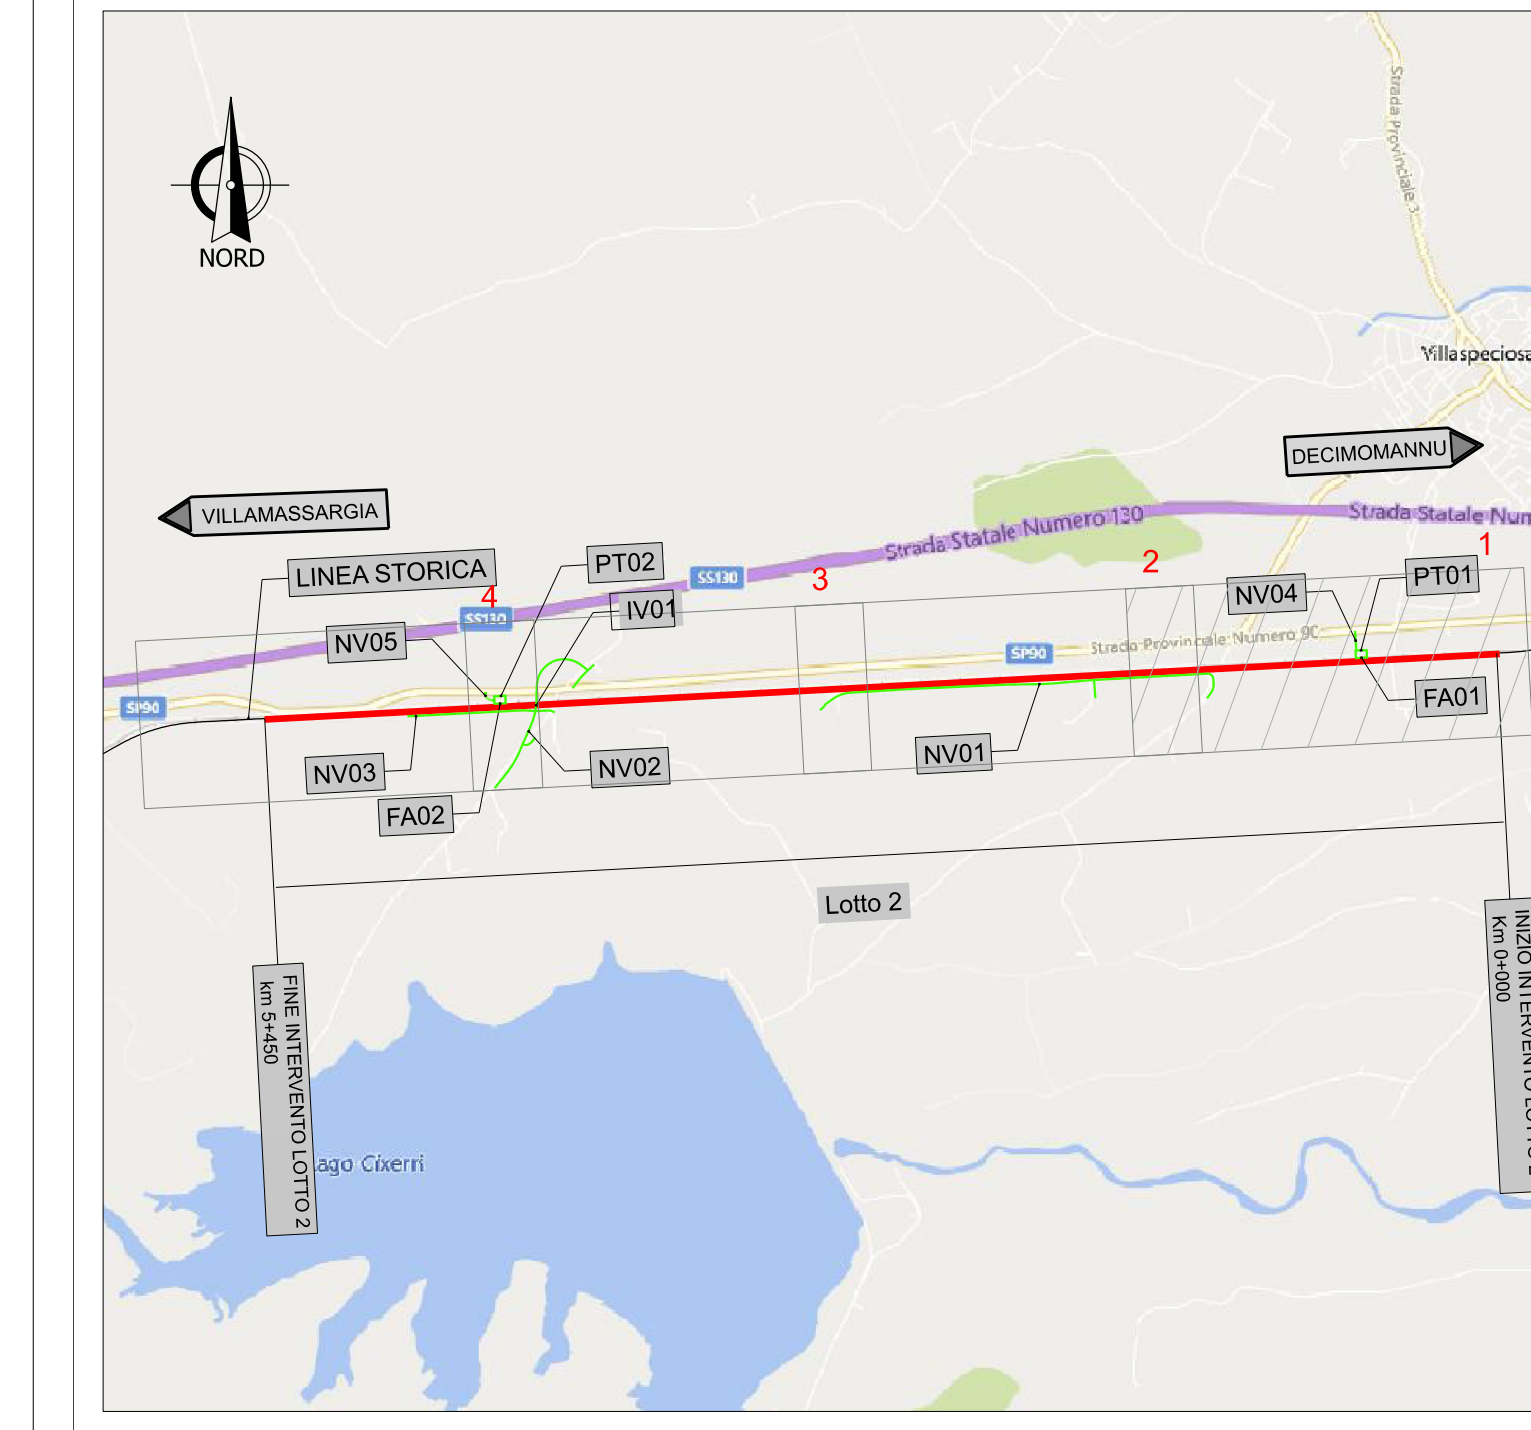 Strada Provinciale 3
NORD
Villaspeciosa
DECIMOMANNU
VILLAMASSARGIA
Strada Statale Numero 130
Strada Statale Num
1
2
3
4
LINEA STORICA
PT02
SS130
SS130
IV01
NV05
NV04
PT01
SP90
Strada Provinciale Numero 90
SP90
FA01
NV03
NV02
NV01
FA02
Lotto 2
FINE INTERVENTO LOTTO 2
km 5+450
INIZIO INTERVENTO LOTTO 2
Km 0+000
ago Cixerri